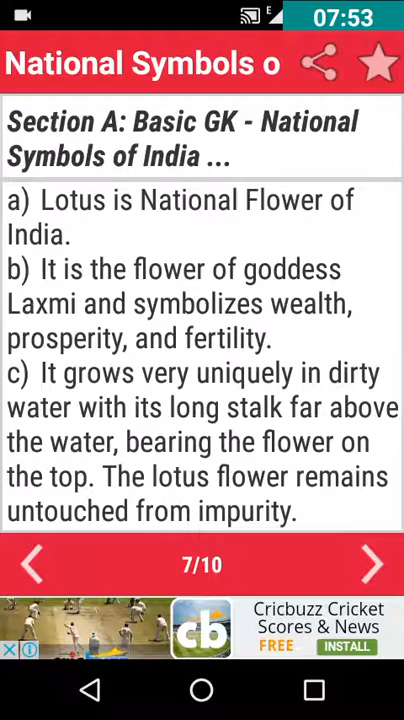 E
07:53
National Symbols o
Section A: Basic GK - National
Symbols of India ...
a) Lotus is National Flower of
India.
b) It is the flower of goddess
Laxmi and symbolizes wealth,
prosperity, and fertility.
c) It grows very uniquely in dirty
water with its long stalk far above
the water, bearing the flower on
the top. The lotus flower remains
untouched from impurity.
7/10
cb
Cricbuzz Cricket
Scores & News
FREE
INSTALL